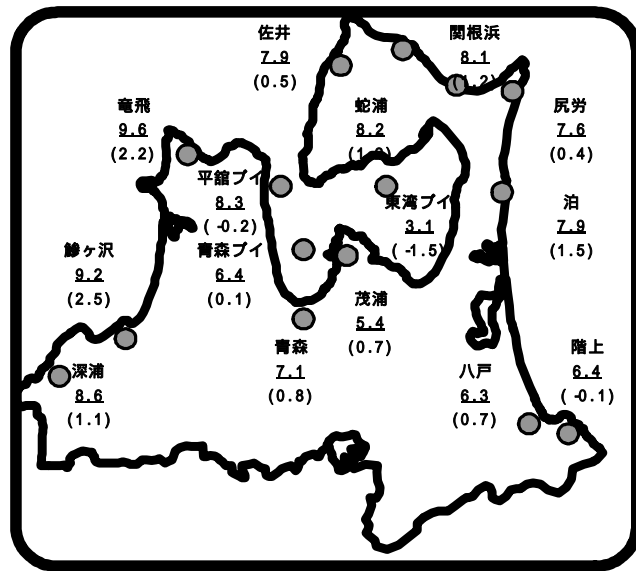 佐井
7.9
(0.5)
関根浜
8.1
竜飛
9.6
(2.2)
蛇浦
8.2
尻労
7.6
(0.4)
平舘ブイ
8.3
(-0.2)
東湾ブイ
3.1
(-1.5)
泊
7.9
(1.5)
鰺ヶ沢
9.2
(2.5)
青森ブイ
6.4
(0.1)
茂浦
5.4
(0.7)
深浦
8.6
(1.1)
青森
7.1
(0.8)
八戸
6.3
(0.7)
階上
6.4
(-0.1)